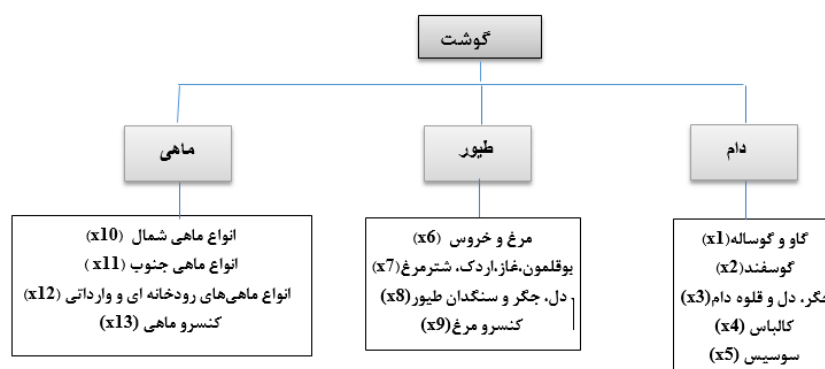 گوشت
دام
طیور
ماهی
گاو و گوساله(x1)
گوسفند(x2)
جگر، دل و قلوه دام(x3)
کالباس (x4)
سوسیس (x5)
مرغ و خروس (x6)
بوقلمون،غاز،اردک، شترمرغ(x7)
دل، جگر و سنگدان طیور(x8)
کنسرو مرغ(x9)
انواع ماهی شمال (x10)
انواع ماهی جنوب (x11)
انواع ماهی‌های رودخانه ای و وارداتی (x12)
کنسرو ماهی (x13)